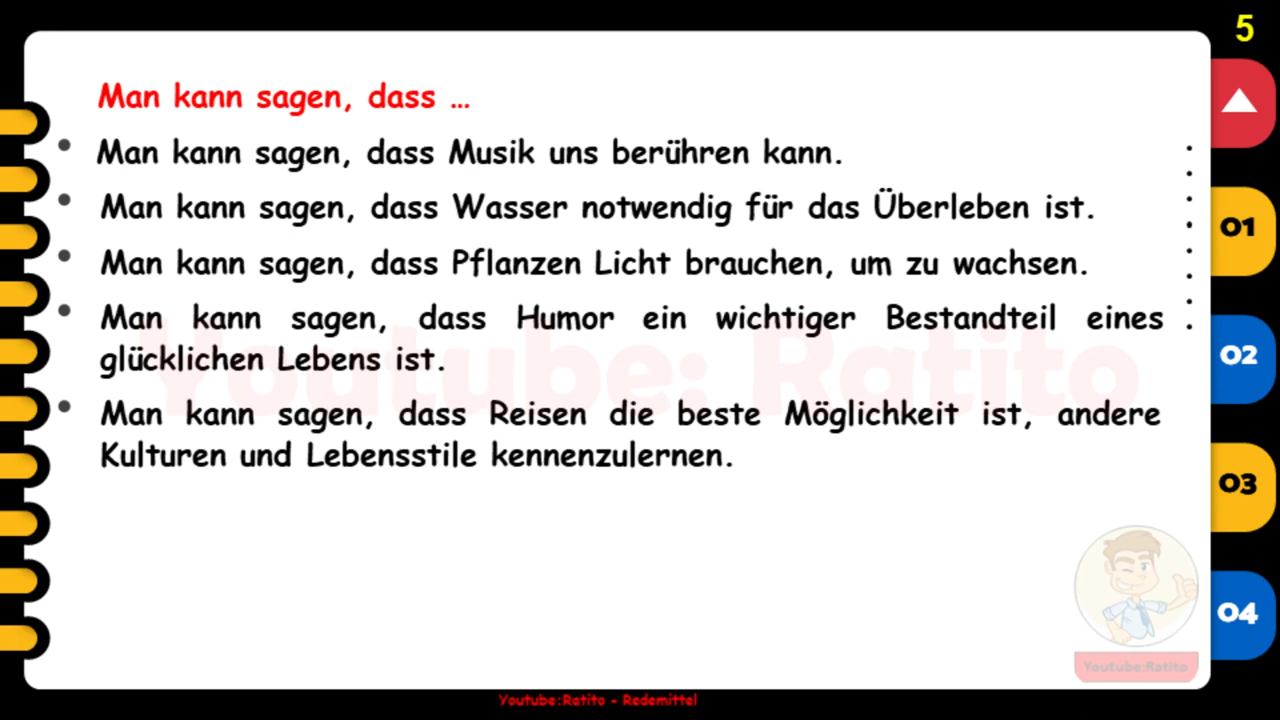 5
Man kann sagen, dass ...
• Man kann sagen, dass Musik uns berühren kann.
• Man kann sagen, dass Wasser notwendig für das Überleben ist.
• Man kann sagen, dass Pflanzen Licht brauchen, um zu wachsen.
• Man kann sagen, dass Humor ein wichtiger Bestandteil eines
glücklichen Lebens ist.
• Man kann sagen, dass Reisen die beste Möglichkeit ist, andere
Kulturen und Lebensstile kennenzulernen.
Youtube: Ratito
01
02
03
04
Youtube:Ratito
Youtube:Ratito - Redemittel